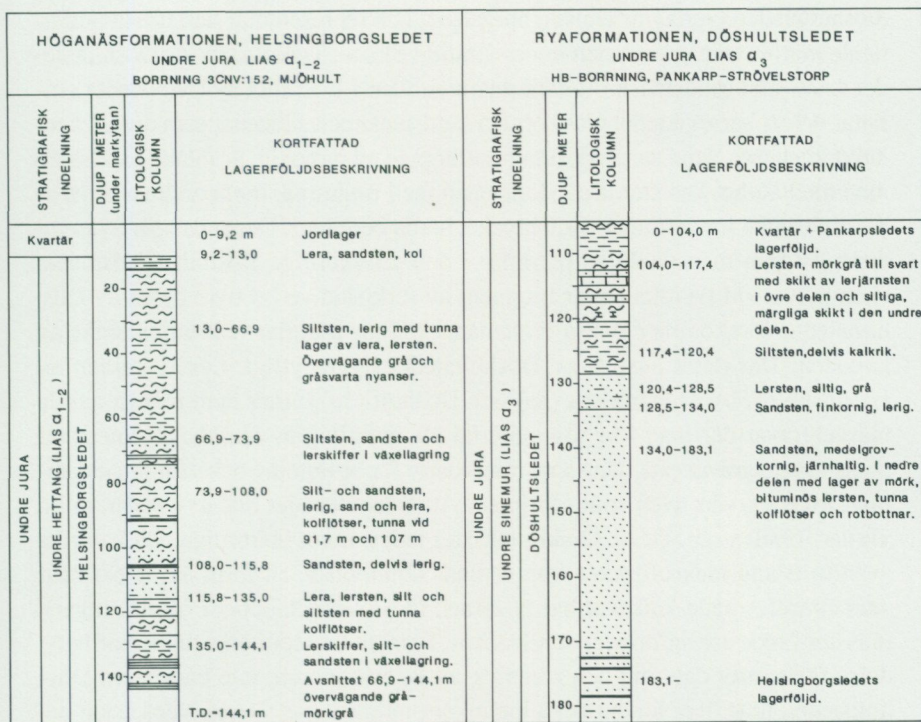 HÖGANÄSFORMATIONEN, HELSINGBORGSLEDET
UNDRE JURA LIAS α1–2
BORRNING 3CNV:152, MJÖHULT
STRATIGRAFISK
INDELNING
DJUP I METER
(under markytan)
LITOLOGISK
KOLUMN
KORTFATTAD
LAGERFÖLJDSBESKRIVNING
Kvartär
0–9,2 m Jordlager
9,2–13,0 Lera, sandsten, kol
20
13,0–66,9 Siltsten, lerig med tunna
lager av lera, lersten.
40
Övervägande grå och
gråsvarta nyanser.
60
66,9–73,9 Siltsten, sandsten och
lerskiffer i växellagring
80
73,9–108,0 Silt– och sandsten,
lerig, sand och lera,
kolflötser, tunna vid
91,7 m och 107 m
100
108,0–115,8 Sandsten, delvis lerig.
115,8–135,0 Lera, lersten, silt och
siltsten med tunna
kolflötser.
120
135,0–144,1 Lerskiffer, silt– och
sandsten i växellagring.
140
Avsnittet 66,9–144,1m
övervägande grå–
mörkgrå
T.D.–144,1 m
UNDRE JURA
UNDRE HETTANG (LIAS α1–2)
HELSINGBORGSLEDET
RYAFORMATIONEN, DÖSHULTSLEDET
UNDRE JURA LIAS α3
HB–BORRNING, PANKARP–STRÖVELSTORP
STRATIGRAFISK
INDELNING
DJUP I METER
LITOLOGISK
KOLUMN
KORTFATTAD
LAGERFÖLJDSBESKRIVNING
0–104,0 m Kvartär + Pankarpsledets
lagerföljd.
110
104,0–117,4 Lersten, mörkgrå till svart
med skikt av lerjärnsten
i övre delen och siltiga,
märgliga skikt i den undre
delen.
H H
120
117,4–120,4 Siltsten,delvis kalkrik.
130
120,4–128,5 Lersten, siltig, grå
128,5–134,0 Sandsten, finkornig, lerig.
140
134,0–183,1 Sandsten, medelgrov–
kornig, järnhaltig. I nedre
delen med lager av mörk,
bituminös lersten, tunna
kolflötser och rotbottnar.
150
160
170
183,1– Helsingborgsledets
lagerföljd.
180
UNDRE JURA
UNDRE SINEMUR (LIAS α3)
DÖSHULTSLEDET